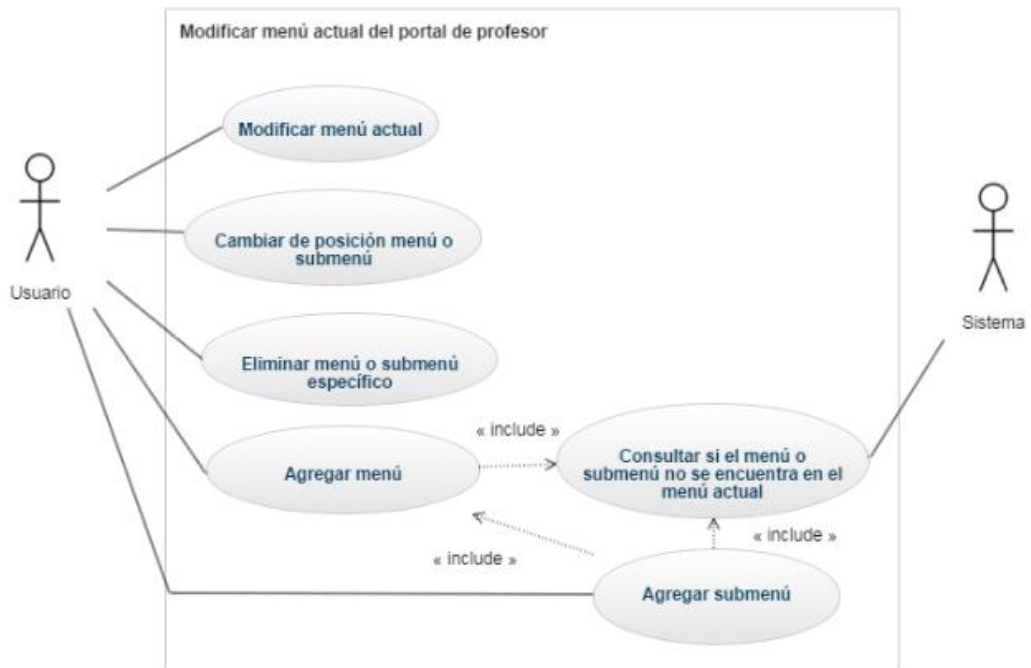 Modificar menú actual del portal de profesor
Modificar menú actual
Cambiar de posición menú o
submenú
Usuario
Sistema
Eliminar menú o submenú
específico
« include »
Agregar menú
Consultar si el menú o
submenú no se encuentra en el
menú actual
« include »
« include »
Agregar submenú